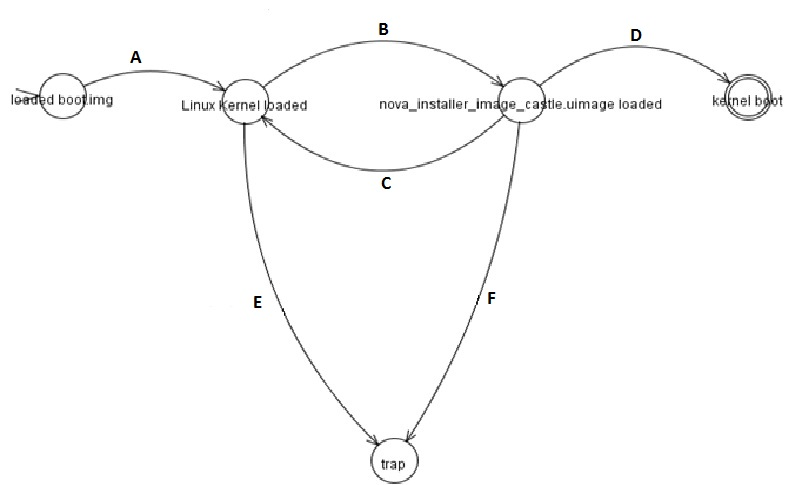 B
D
A
loaded boot.img
Linux Kernel loaded
nova_installer_image_castle.uimage loaded
kernel boot
C
E
F
trap